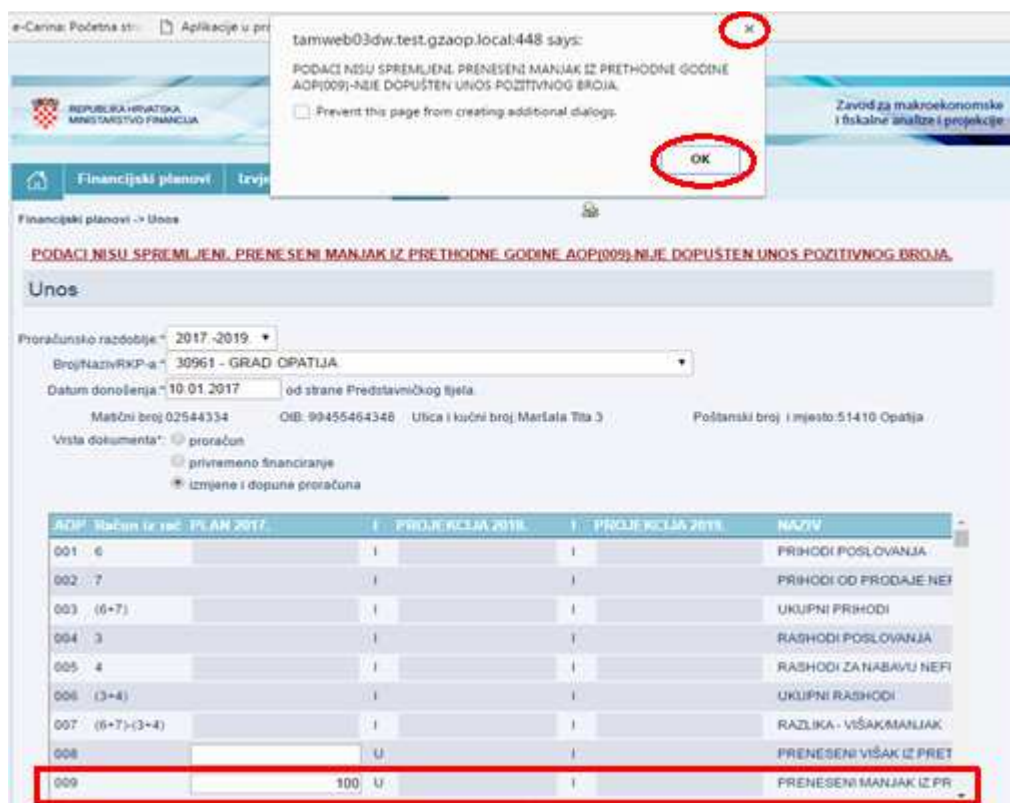 e-Carina: Početna str
Aplikacije u pr
tamweb03dw.test.gzaop.local:448 says:
PODACI NISU SPREMLJENI. PRENESENI MANJAK IZ PRETHODNE GODINE
AOP(009)-NIJE DOPUŠTEN UNOS POZITIVNOG BROJA.
Prevent this page from creating additional dialogs.
OK
REPUBLIKA HRVATSKA
MINISTARSTVO FINANCIJA
Zavod za makroekonomske
i fiskalne analize i projekcije
Financijski planovi Izvje
Financijski planovi -> Unos
PODACI NISU SPREMLJENI. PRENESENI MANJAK IZ PRETHODNE GODINE AOP(009)-NIJE DOPUŠTEN UNOS POZITIVNOG BROJA.
Unos
Proračunsko razdoblje:* 2017.-2019.
Broj/NazivRKP-a:* 30961 - GRAD OPATIJA
Datum donošenja:* 10.01.2017 od strane Predstavničkog tijela.
Matični broj:02544334 OIB: 99455464346 Ulica i kućni broj:Maršala Tita 3 Poštanski broj i mjesto:51410 Opatija
Vrsta dokumenta*: proračun
privremeno financiranje
izmjene i dopune proračuna
AOP Račun iz rač PLAN 2017. I PROJEKCIJA 2018. I PROJEKCIJA 2019. NAZIV
001 6 I I PRIHODI POSLOVANJA
002 7 I I PRIHODI OD PRODAJE NEF
003 (6+7) I I UKUPNI PRIHODI
004 3 I I RASHODI POSLOVANJA
005 4 I I RASHODI ZA NABAVU NEFI
006 (3+4) I I UKUPNI RASHODI
007 (6+7)-(3+4) I I RAZLIKA - VIŠAK/MANJAK
008 U I PRENESENI VIŠAK IZ PRET
009 100 U I PRENESENI MANJAK IZ PR